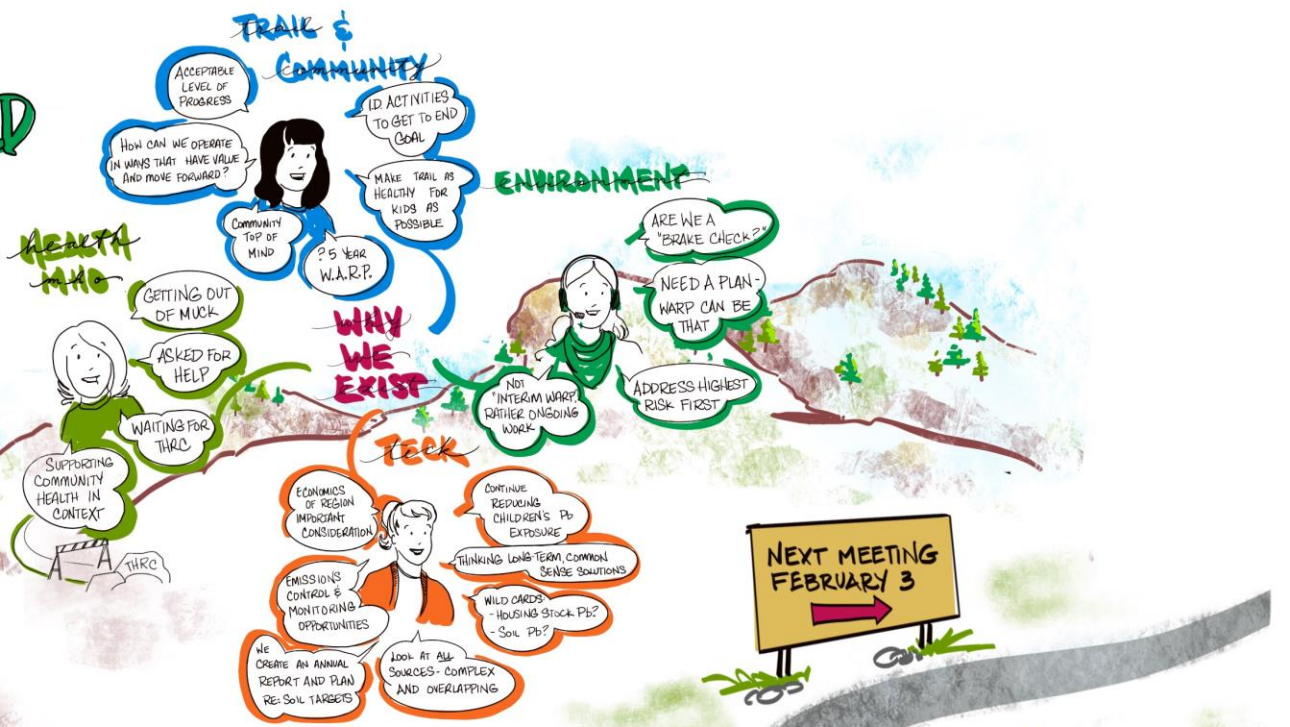 TRAIL &
COMMUNITY
ACCEPTABLE
LEVEL OF
PROGRESS
I.D. ACTIVITIES
TO GET TO END
GOAL
HOW CAN WE OPERATE
IN WAYS THAT HAVE VALUE
AND MOVE FORWARD?
MAKE TRAIL AS
HEALTHY FOR
KIDS AS
POSSIBLE
COMMUNITY
TOP OF
MIND
? 5 YEAR
W.A.R.P.
ENVIRONMENT
ARE WE A
"BRAKE CHECK?"
NEED A PLAN -
WARP CAN BE
THAT
NOT
"INTERIM WARP,"
RATHER ONGOING
WORK
ADDRESS HIGHEST
RISK FIRST
HEALTH
MHO
GETTING OUT
OF MUCK
ASKED FOR
HELP
WAITING FOR
THRC
SUPPORTING
COMMUNITY
HEALTH IN
CONTEXT
THRC
WHY
WE
EXIST
TECK
ECONOMICS
OF REGION
IMPORTANT
CONSIDERATION
CONTINUE
REDUCING
CHILDREN'S Pb
EXPOSURE
THINKING LONG-TERM, COMMON
SENSE SOLUTIONS
EMISSIONS
CONTROL &
MONITORING
OPPORTUNITIES
WILD CARDS:
- HOUSING STOCK Pb?
- SOIL Pb?
WE
CREATE AN ANNUAL
REPORT AND PLAN
RE: SOIL TARGETS
LOOK AT ALL
SOURCES - COMPLEX
AND OVERLAPPING
NEXT MEETING
FEBRUARY 3